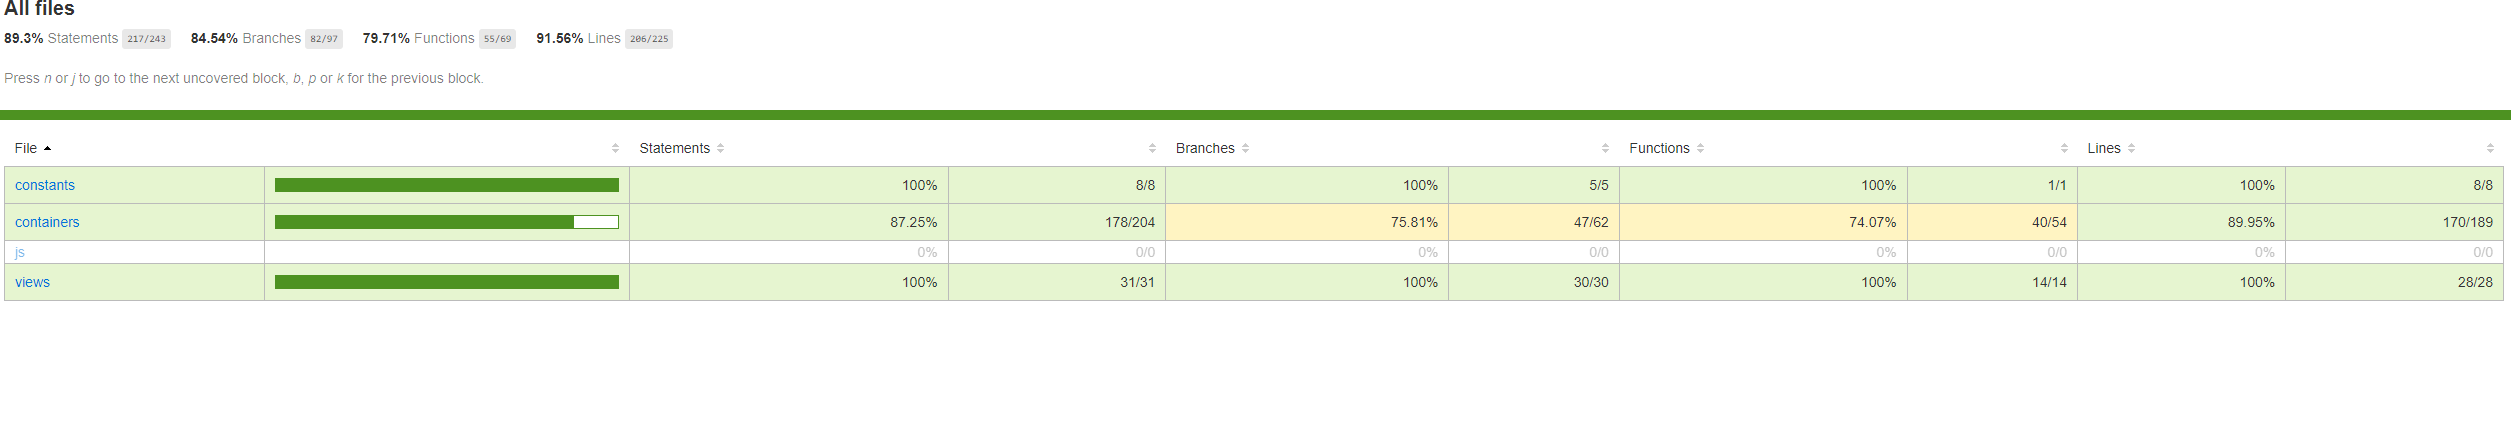 All files
89.3% Statements 217/243 84.54% Branches 82/97 79.71% Functions 55/69 91.56% Lines 206/225
Press n or j to go to the next uncovered block, b, p or k for the previous block.
File Statements Branches Functions Lines
constants 100% 8/8 100% 5/5 100% 1/1 100% 8/8
containers 87.25% 178/204 75.81% 47/62 74.07% 40/54 89.95% 170/189
js 0% 0/0 0% 0/0 0% 0/0 0% 0/0
views 100% 31/31 100% 30/30 100% 14/14 100% 28/28